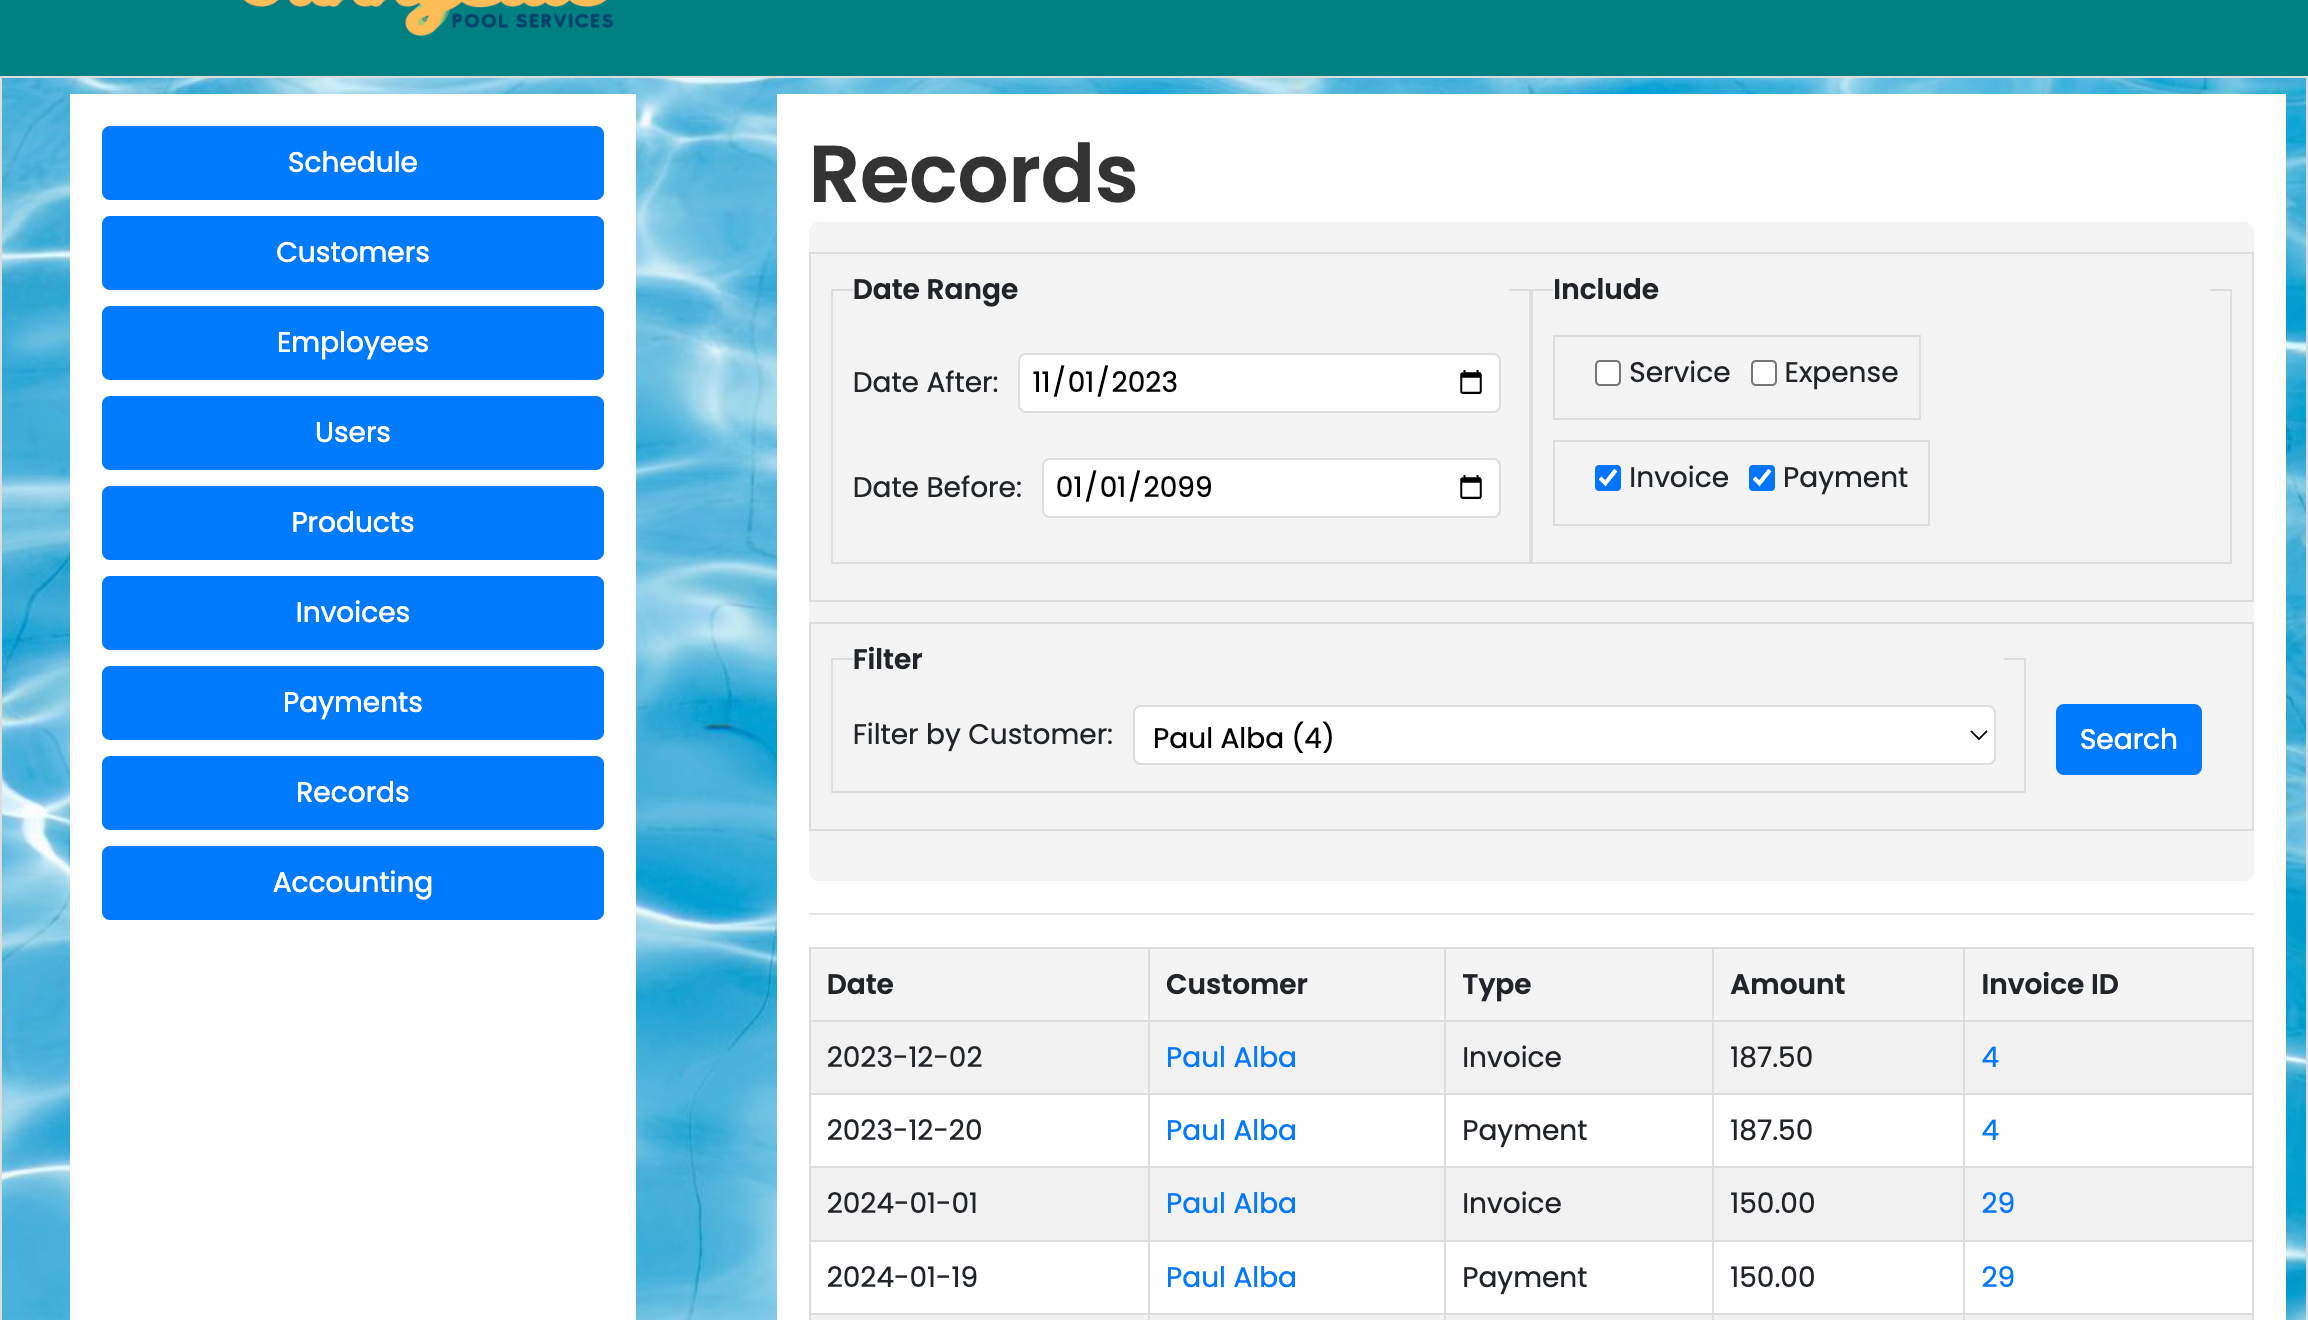 POOL SERVICES
Schedule
Customers
Employees
Users
Products
Invoices
Payments
Records
Accounting
Records
Date Range
Date After: 11/01/2023
Date Before: 01/01/2099
Include
Service Expense
Invoice Payment
Filter
Filter by Customer: Paul Alba (4)
Search
Date Customer Type Amount Invoice ID
2023-12-02 Paul Alba Invoice 187.50 4
2023-12-20 Paul Alba Payment 187.50 4
2024-01-01 Paul Alba Invoice 150.00 29
2024-01-19 Paul Alba Payment 150.00 29